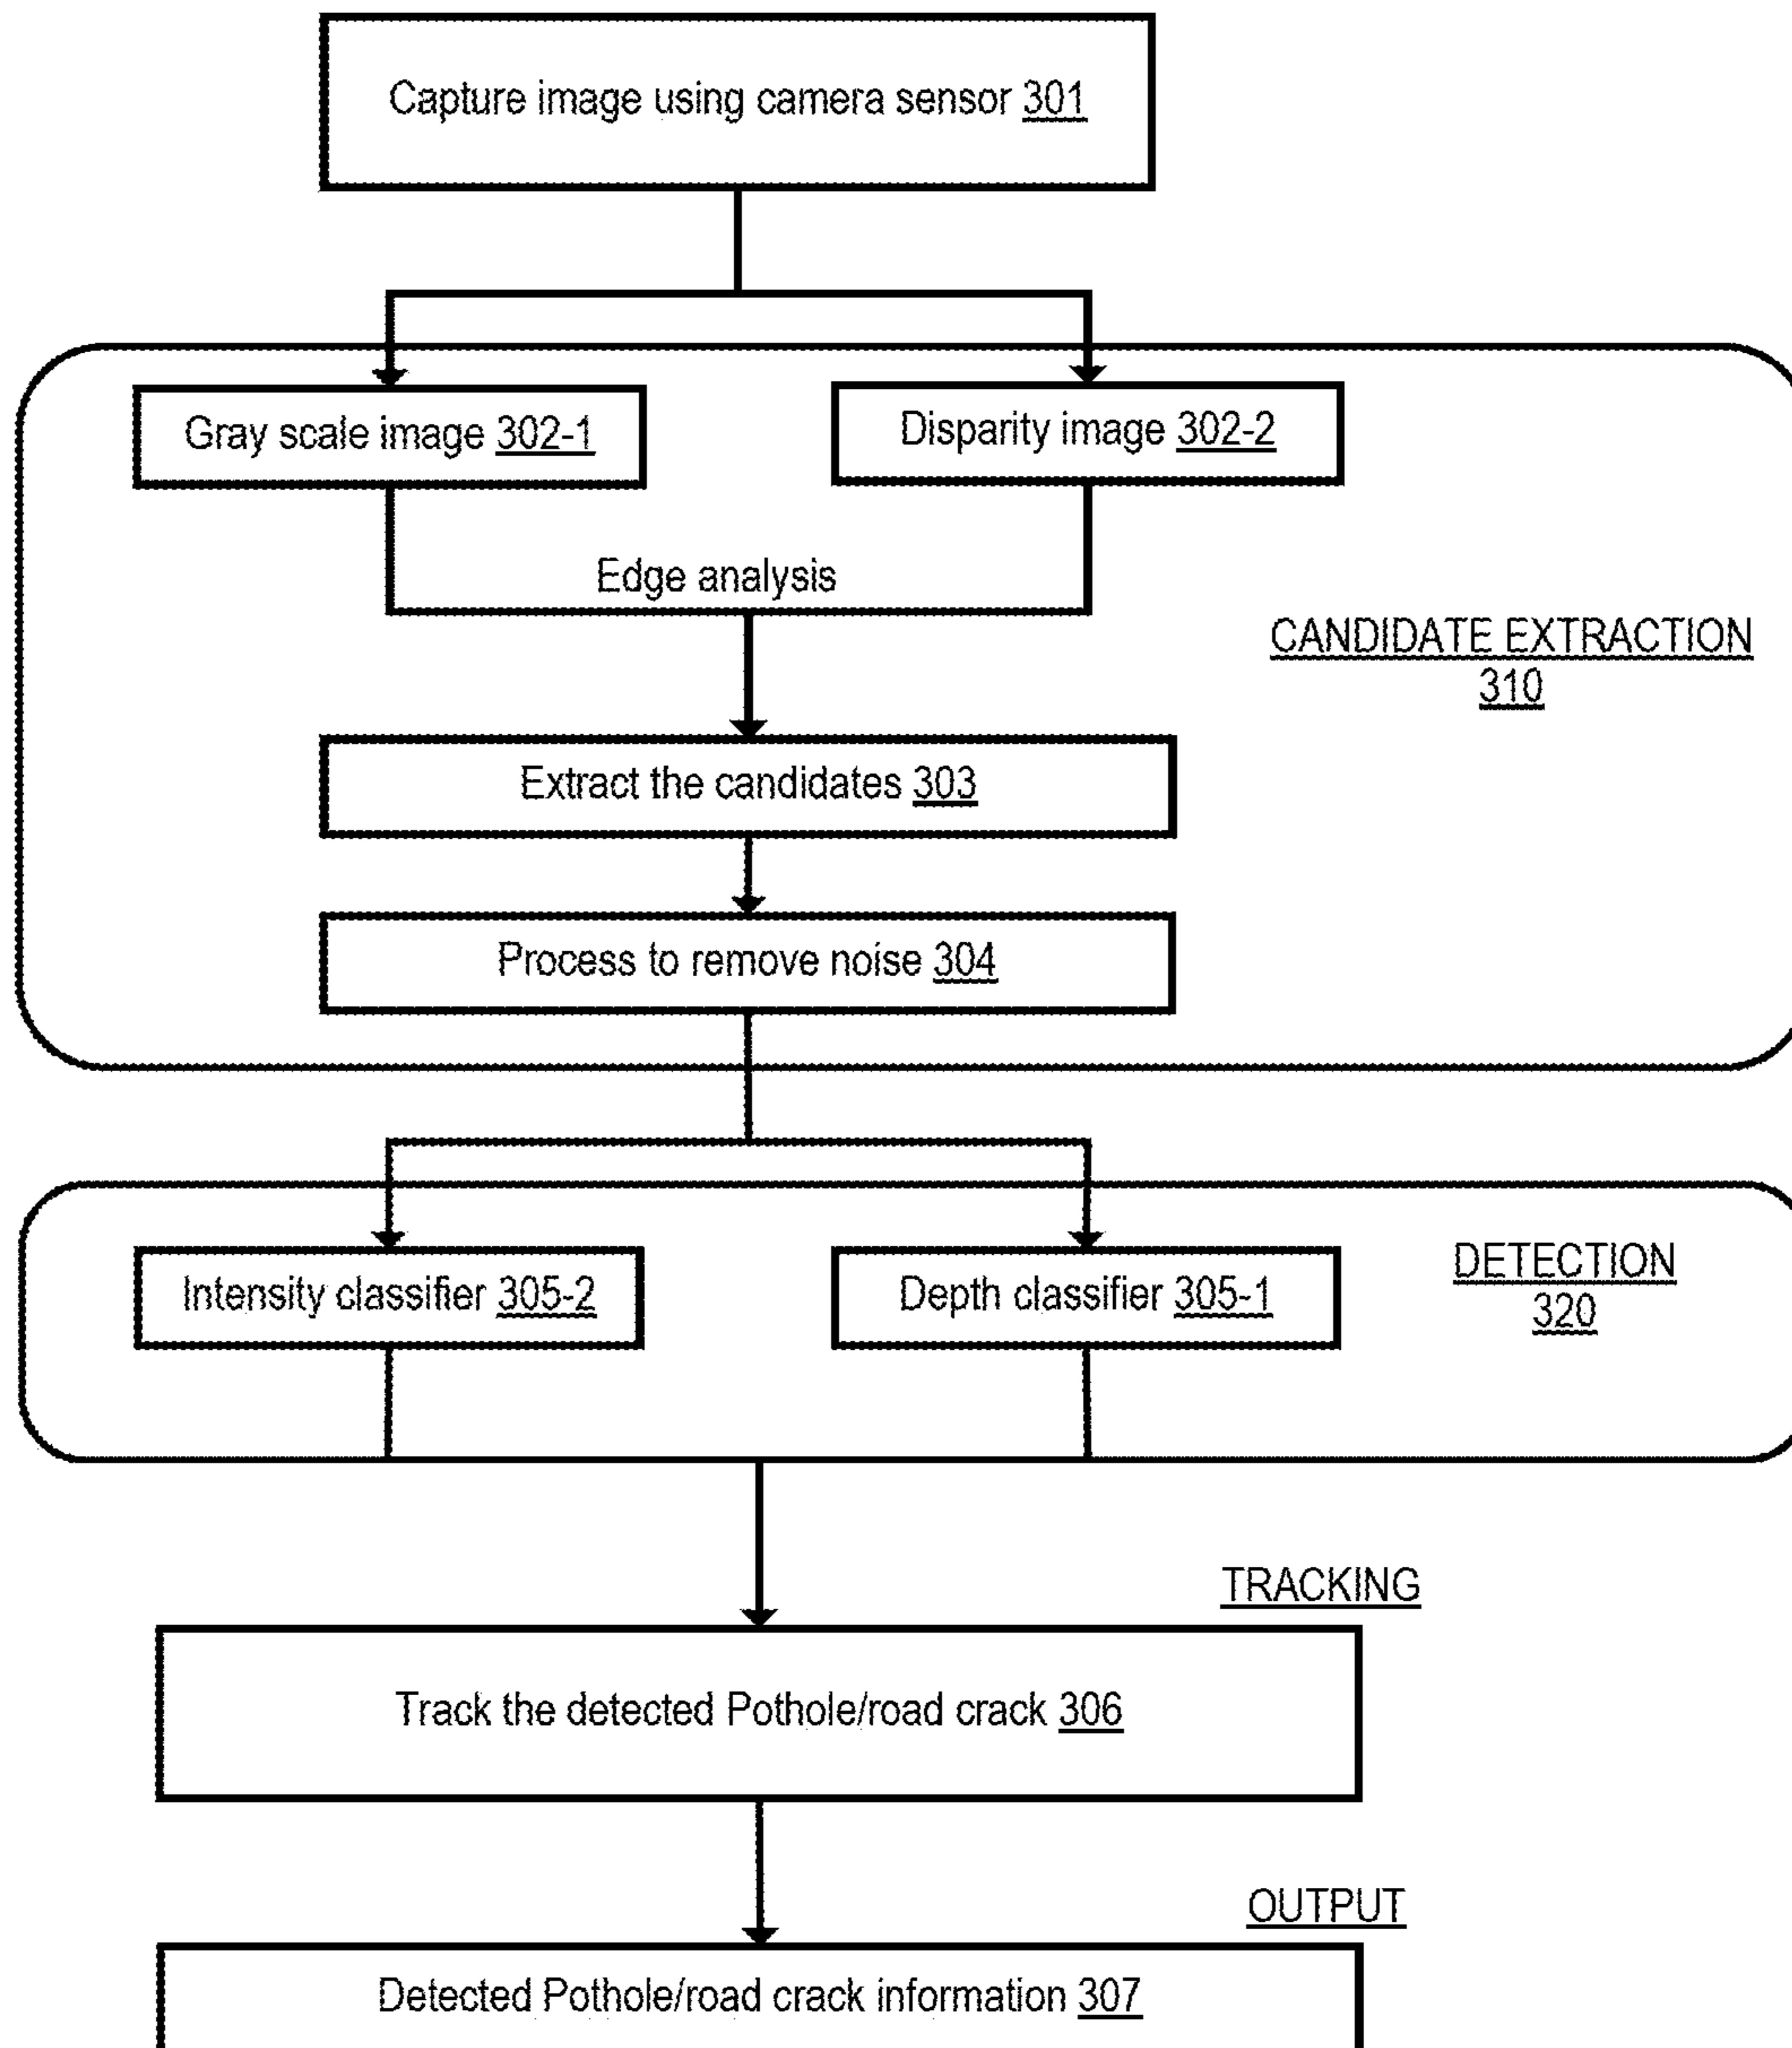 Capture image using camera sensor 301
Gray scale image 302-1
Disparity image 302-2
Edge analysis
CANDIDATE EXTRACTION
310
Extract the candidates 303
Process to remove noise 304
Intensity classifier 305-2
Depth classifier 305-1
DETECTION
320
TRACKING
Track the detected Pothole/road crack 306
OUTPUT
Detected Pothole/road crack information 307